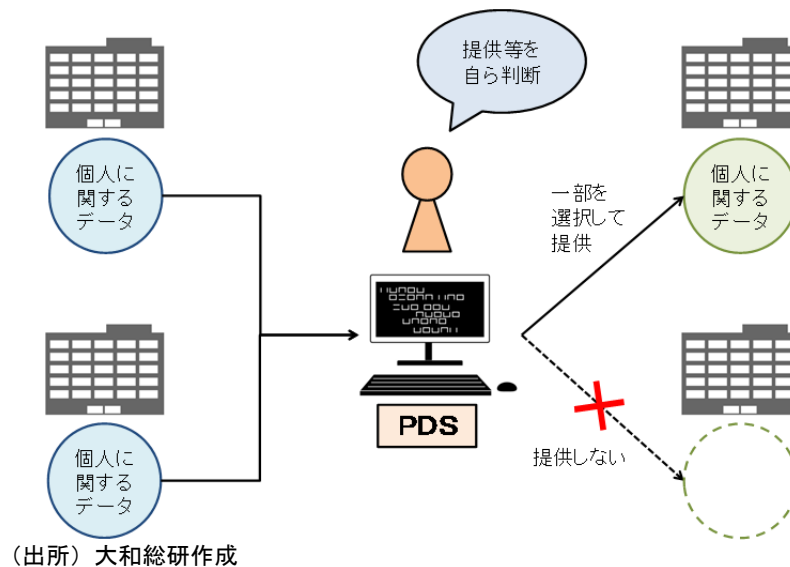 提供等を
自ら判断
個人に
関する
データ
一部を
選択して
提供
個人に
関する
データ
PDS
個人に
関する
データ
提供しない
（出所）大和総研作成